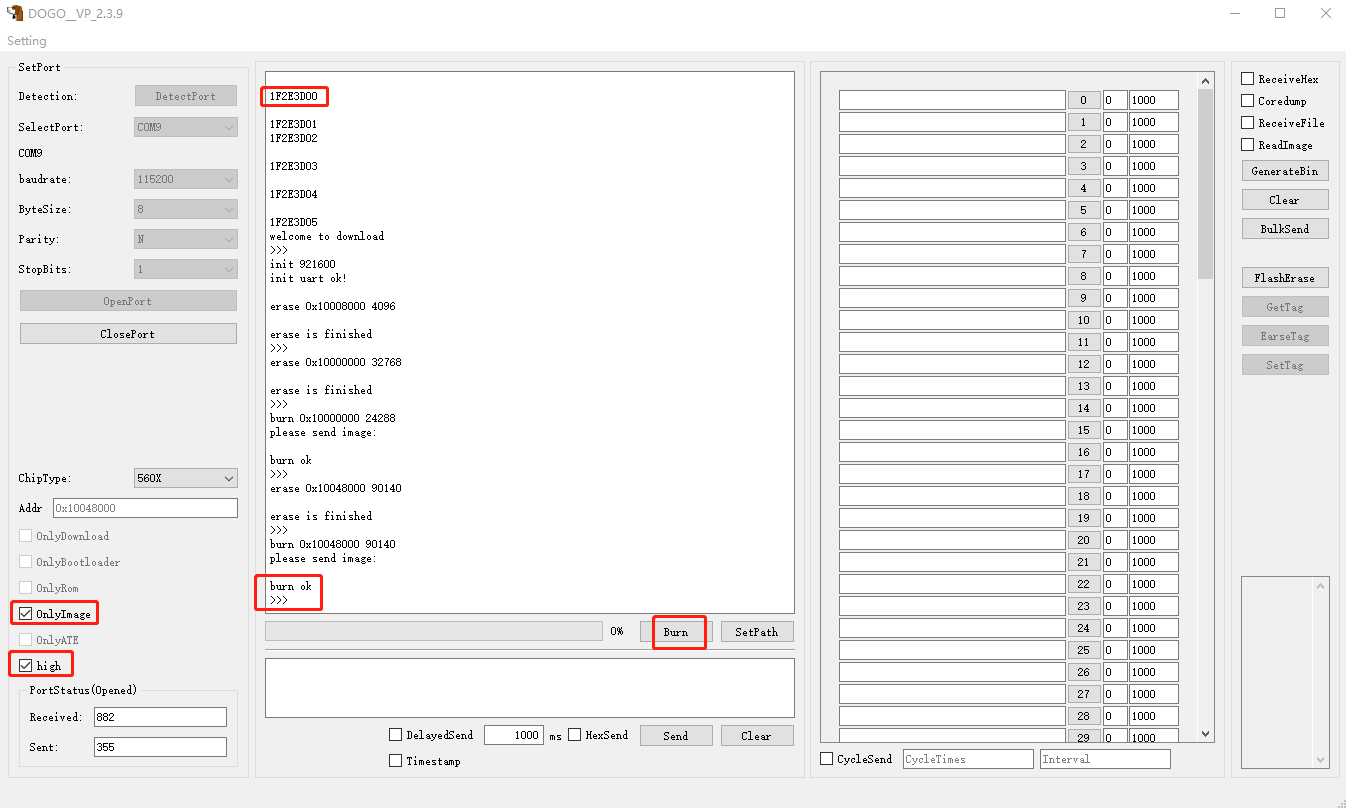 DOGO__VP_2.3.9
Setting
SetPort
Detection: DetectPort
SelectPort: COM9
COM9
baudrate: 115200
ByteSize: 8
Parity: N
StopBits: 1
OpenPort
ClosePort
ChipType: 560X
Addr 0x10048000
OnlyDownload
OnlyBootloader
OnlyRom
OnlyImage
OnlyATE
high
PortStatus(Opened)
Received: 882
Sent: 355
1F2E3D00
1F2E3D01
1F2E3D02
1F2E3D03
1F2E3D04
1F2E3D05
welcome to download
>>>
init 921600
init uart ok!
erase 0x10008000 4096
erase is finished
>>>
erase 0x10000000 32768
erase is finished
>>>
burn 0x10000000 24288
please send image:
burn ok
>>>
erase 0x10048000 90140
erase is finished
>>>
burn 0x10048000 90140
please send image:
burn ok
>>>
0% Burn SetPath
DelayedSend 1000 ms HexSend Send Clear
Timestamp
0 0 1000
1 0 1000
2 0 1000
3 0 1000
4 0 1000
5 0 1000
6 0 1000
7 0 1000
8 0 1000
9 0 1000
10 0 1000
11 0 1000
12 0 1000
13 0 1000
14 0 1000
15 0 1000
16 0 1000
17 0 1000
18 0 1000
19 0 1000
20 0 1000
21 0 1000
22 0 1000
23 0 1000
24 0 1000
25 0 1000
26 0 1000
27 0 1000
28 0 1000
29 0 1000
CycleSend CycleTimes Interval
ReceiveHex
Coredump
ReceiveFile
ReadImage
GenerateBin
Clear
BulkSend
FlashErase
GetTag
EarseTag
SetTag